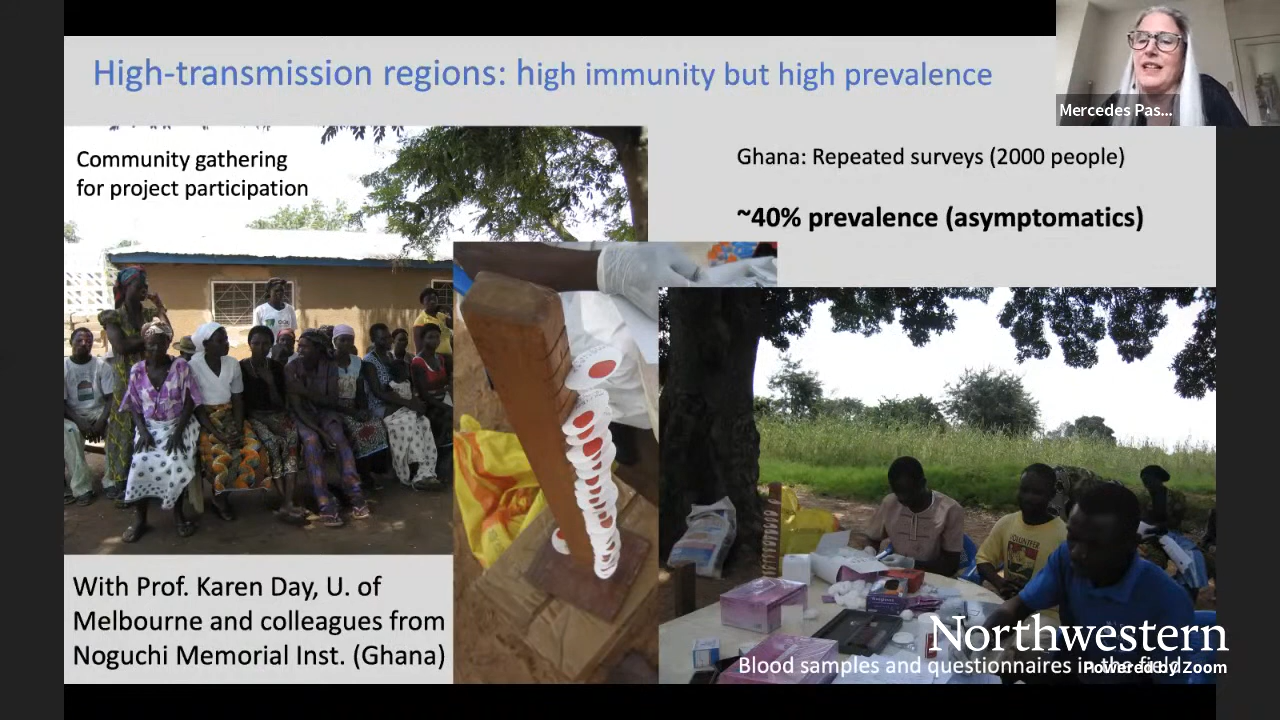 High-transmission regions: high immunity but high prevalence
Mercedes Pas...
Community gathering
for project participation
Ghana: Repeated surveys (2000 people)
~40% prevalence (asymptomatics)
VOLUNTEER
With Prof. Karen Day, U. of
Melbourne and colleagues from
Noguchi Memorial Inst. (Ghana)
Northwestern
Blood samples and questionnaires in the field
Powered by Zoom